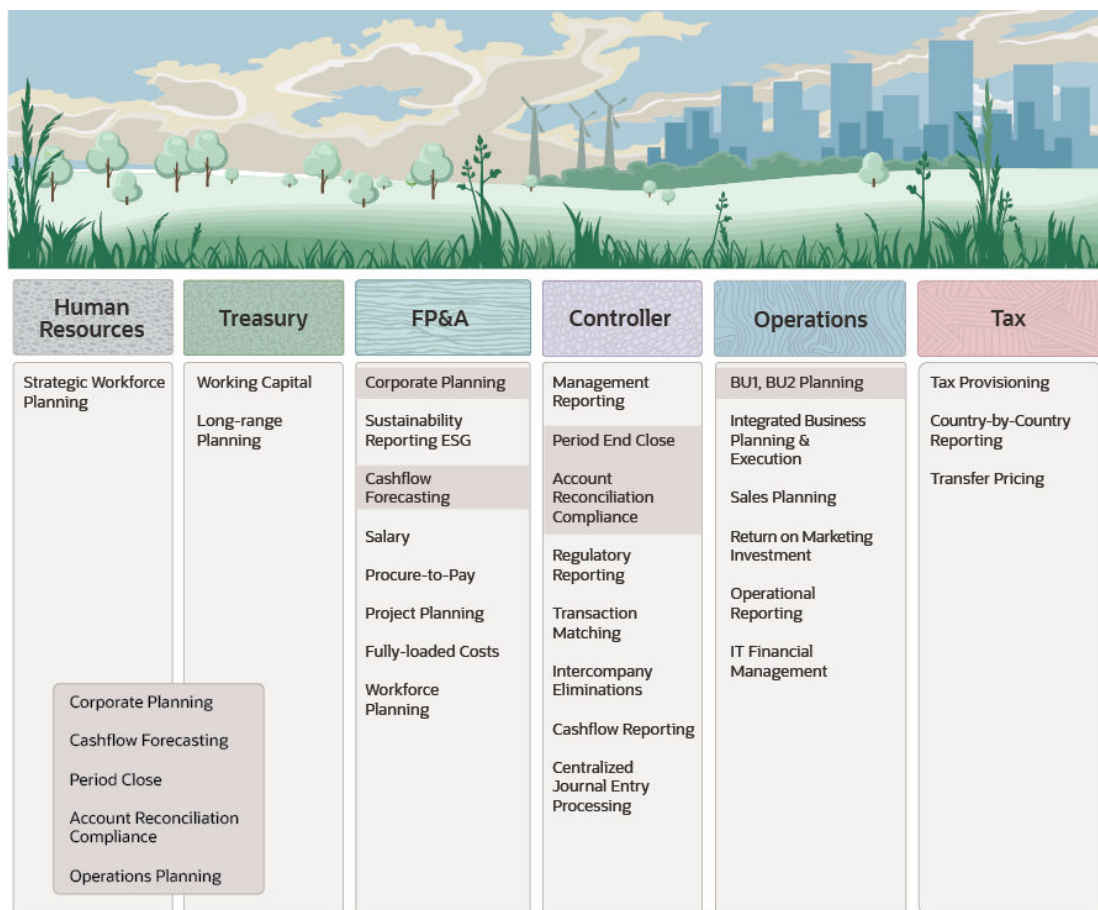 Human
Resources
Treasury
FP&A
Controller
Operations
Tax
Strategic Workforce
Planning
Working Capital
Long-range
Planning
Corporate Planning
Sustainability
Reporting ESG
Cashflow
Forecasting
Salary
Procure-to-Pay
Project Planning
Fully-loaded Costs
Workforce
Planning
Management
Reporting
Period End Close
Account
Reconciliation
Compliance
Regulatory
Reporting
Transaction
Matching
Intercompany
Eliminations
Cashflow Reporting
Centralized
Journal Entry
Processing
BU1, BU2 Planning
Integrated Business
Planning &
Execution
Sales Planning
Return on Marketing
Investment
Operational
Reporting
IT Financial
Management
Tax Provisioning
Country-by-Country
Reporting
Transfer Pricing
Corporate Planning
Cashflow Forecasting
Period Close
Account Reconciliation
Compliance
Operations Planning